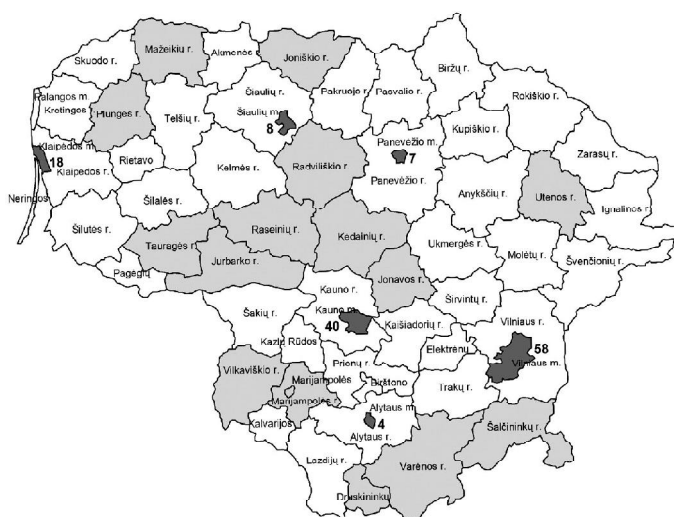 Skuodo r.
Mažeikiu r.
Akmenės r.
Joniškio r.
Palangos m.
Kretingos
Plunges r.
Telšių r.
Šiaulių r.
Šiaulių m.
8
Pakruojo r.
Pasvalio r.
Biržų r.
Rokiškio r.
Kupiškio r.
Panevėžio m.
7
Panevėžio r.
Zarasų r.
Klaipėdos m.
18
Klaipėdos r.
Rietavo
Kelmės r.
Radviliškio r.
Anykščių r.
Utenos r.
Ignalinos r.
Neringos
Šilalės r.
Šilutės r.
Tauragės r.
Raseinių r.
Kėdainių r.
Ukmergės r.
Molėtų r.
Švenčionių r.
Pagėgių
Jurbarko r.
Jonavos r.
Širvintų r.
Šakių r.
Kauno r.
Kauno m.
40
Kaišiadorių r.
Vilniaus r.
58
Vilniaus m.
Kazlų Rūdos
Elektrėnų
Prienų r.
Birštono
Trakų r.
Vilkaviškio r.
Marijampolės
Marijampolės r.
Kalvarijos
Alytaus m.
4
Alytaus r.
Šalčininkų r.
Lazdijų r.
Varėnos r.
Druskininkų